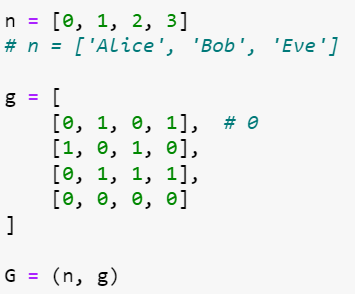 n = [0, 1, 2, 3]
# n = ['Alice', 'Bob', 'Eve']
g = [
[0, 1, 0, 1], # 0
[1, 0, 1, 0],
[0, 1, 1, 1],
[0, 0, 0, 0]
]
G = (n, g)